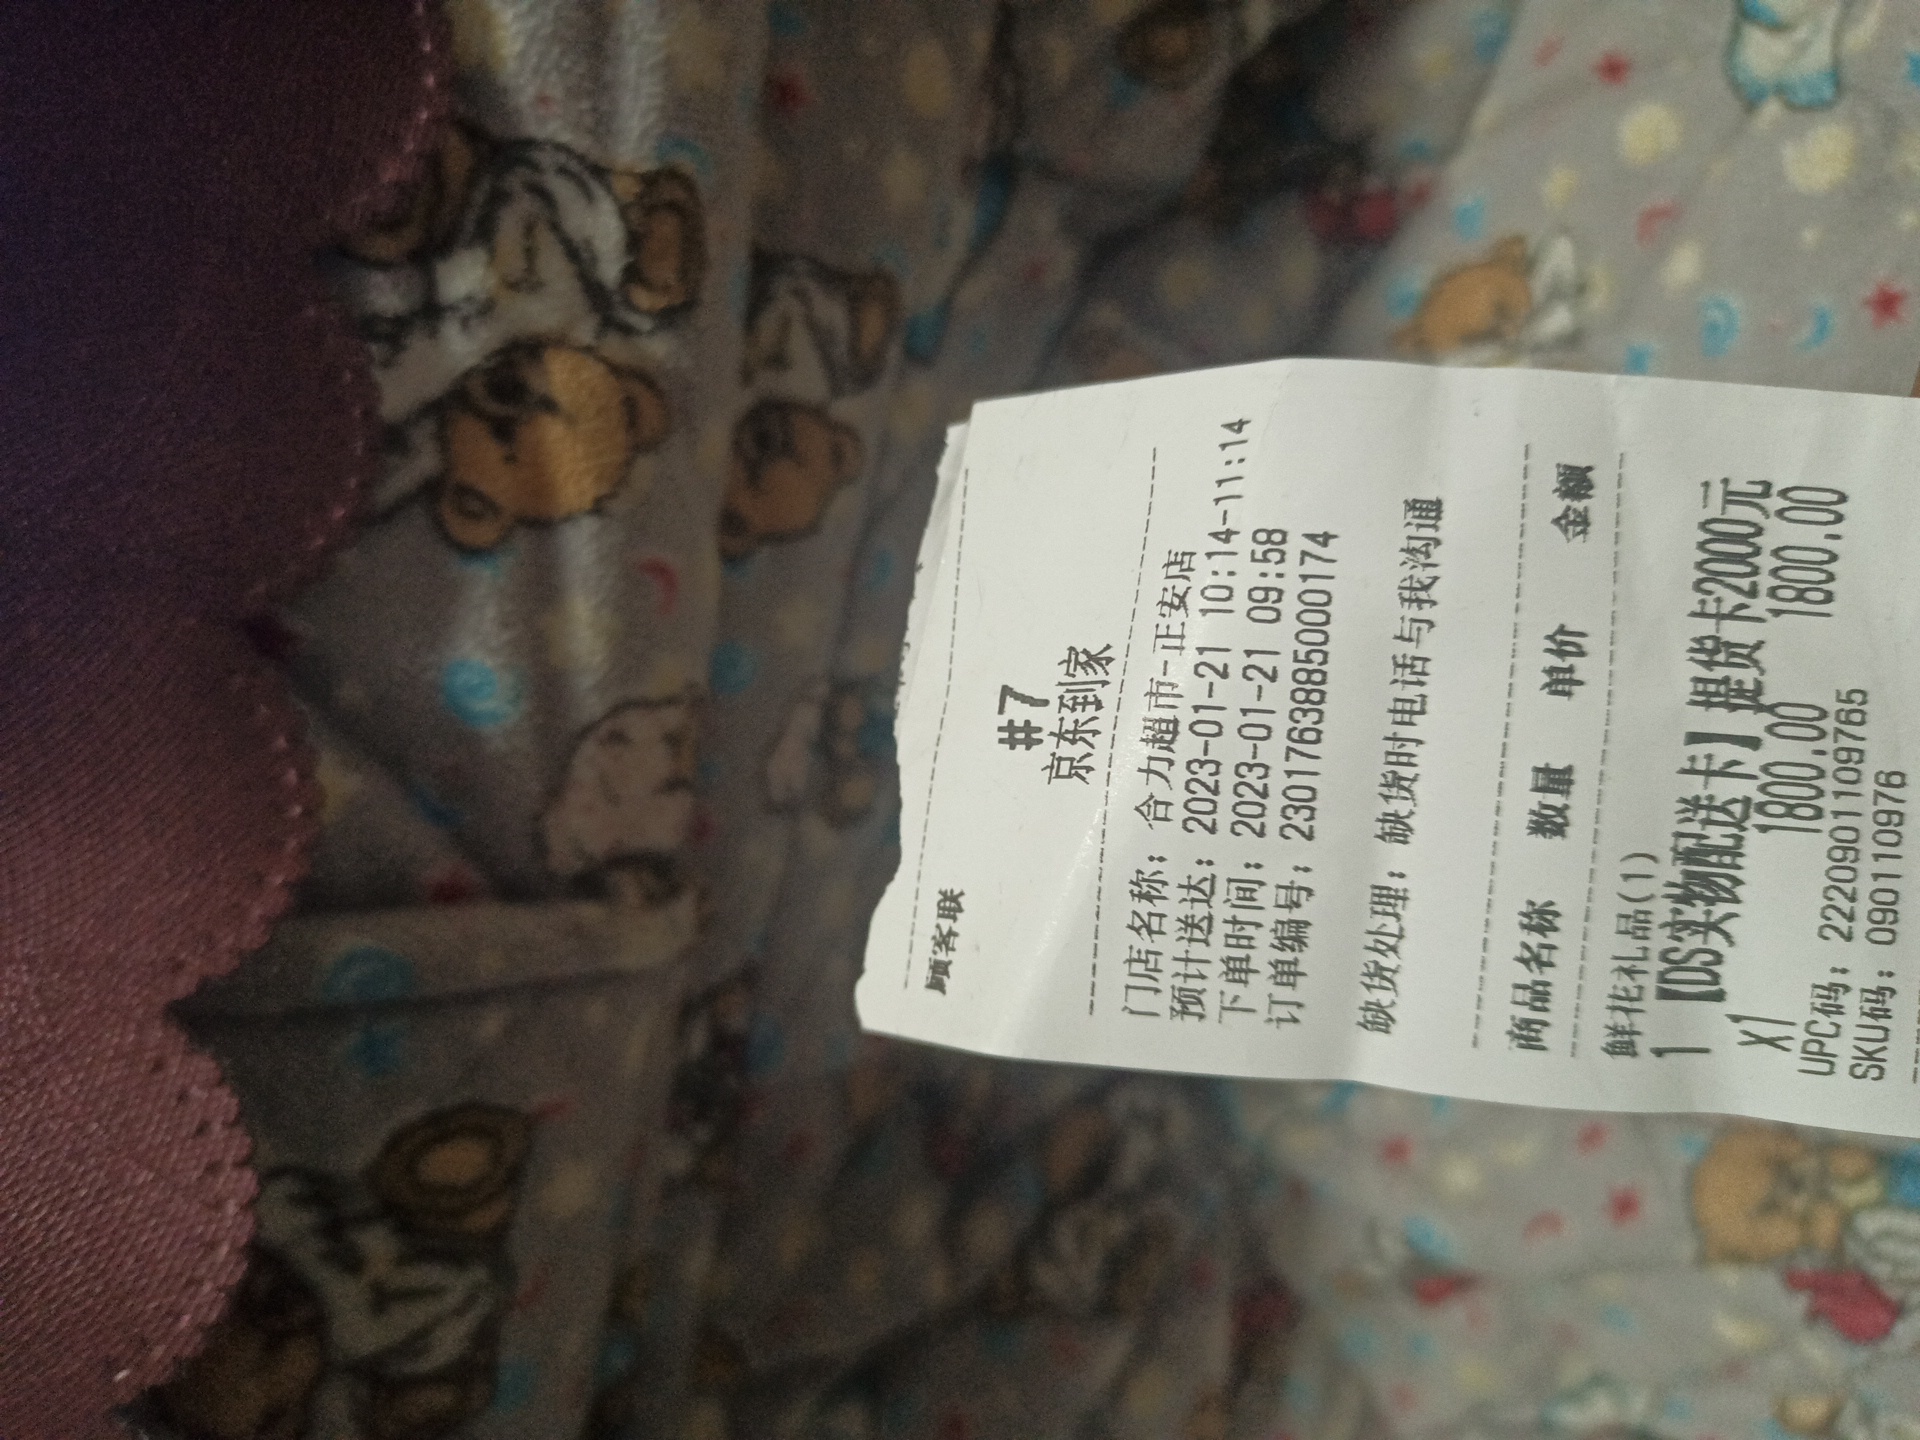 顾客联
#7
京东到家
门店名称：合力超市-正安店
预计送达：2023-01-21 10:14-11:14
下单时间：2023-01-21 09:58
订单编号：2301763885000174
缺货处理：缺货时电话与我沟通
商品名称 数量 单价 金额
鲜花礼品(1)
1 【DS实物配送卡】提货卡2000元
X1 1800.00 1800.00
UPC码：2220901109765
SKU码：090110976